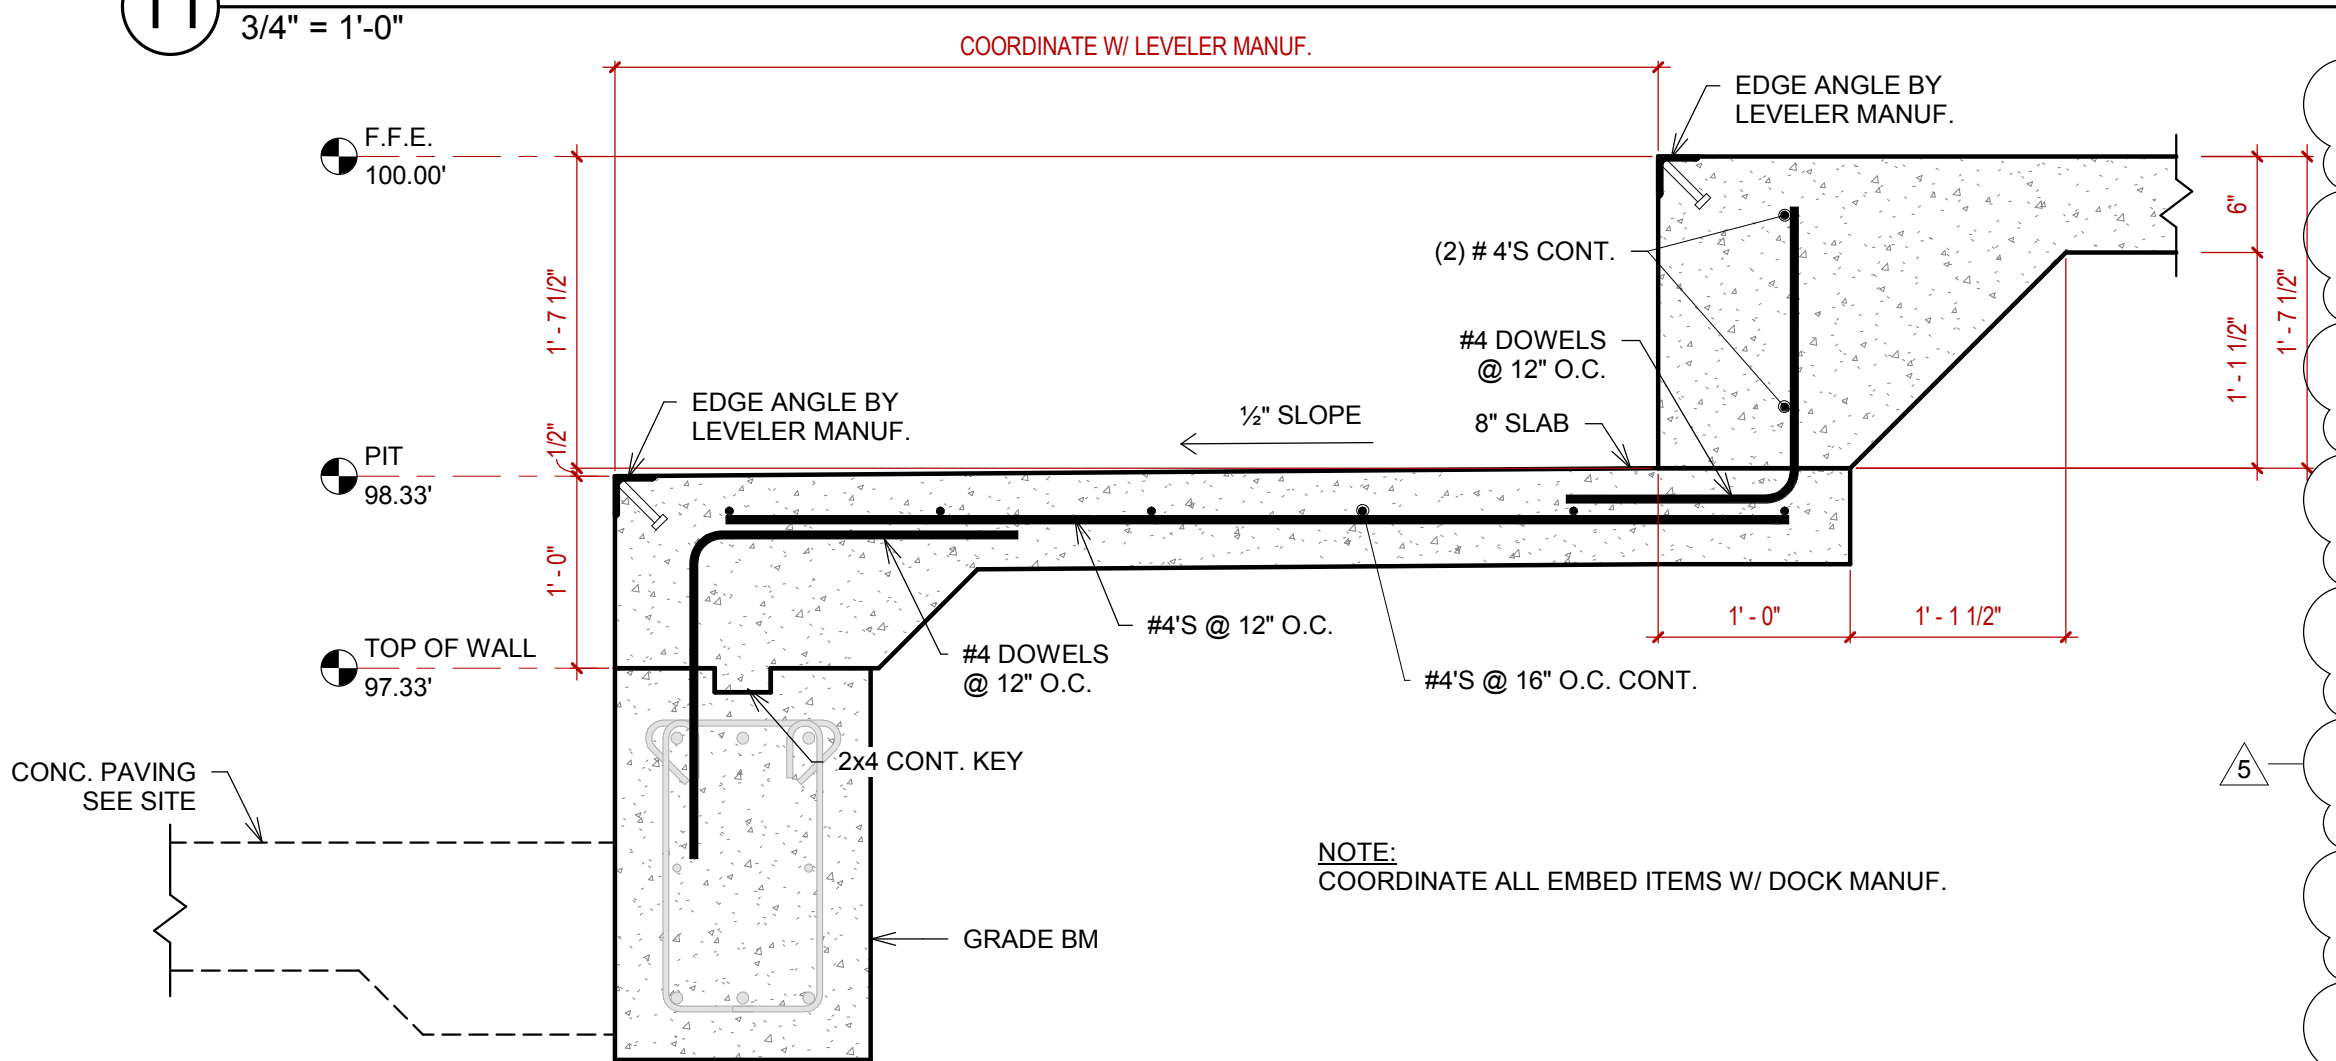 11
3/4" = 1'-0"
COORDINATE W/ LEVELER MANUF.
EDGE ANGLE BY
LEVELER MANUF.
F.F.E.
100.00'
6"
(2) # 4'S CONT.
1' - 7 1/2"
1' - 7 1/2"
1' - 1 1/2"
#4 DOWELS
@ 12" O.C.
EDGE ANGLE BY
LEVELER MANUF.
½" SLOPE
8" SLAB
1/2"
PIT
98.33'
1' - 0"
1' - 0"
1' - 1 1/2"
#4'S @ 12" O.C.
TOP OF WALL
97.33'
#4 DOWELS
@ 12" O.C.
#4'S @ 16" O.C. CONT.
2x4 CONT. KEY
CONC. PAVING
SEE SITE
5
NOTE:
COORDINATE ALL EMBED ITEMS W/ DOCK MANUF.
GRADE BM